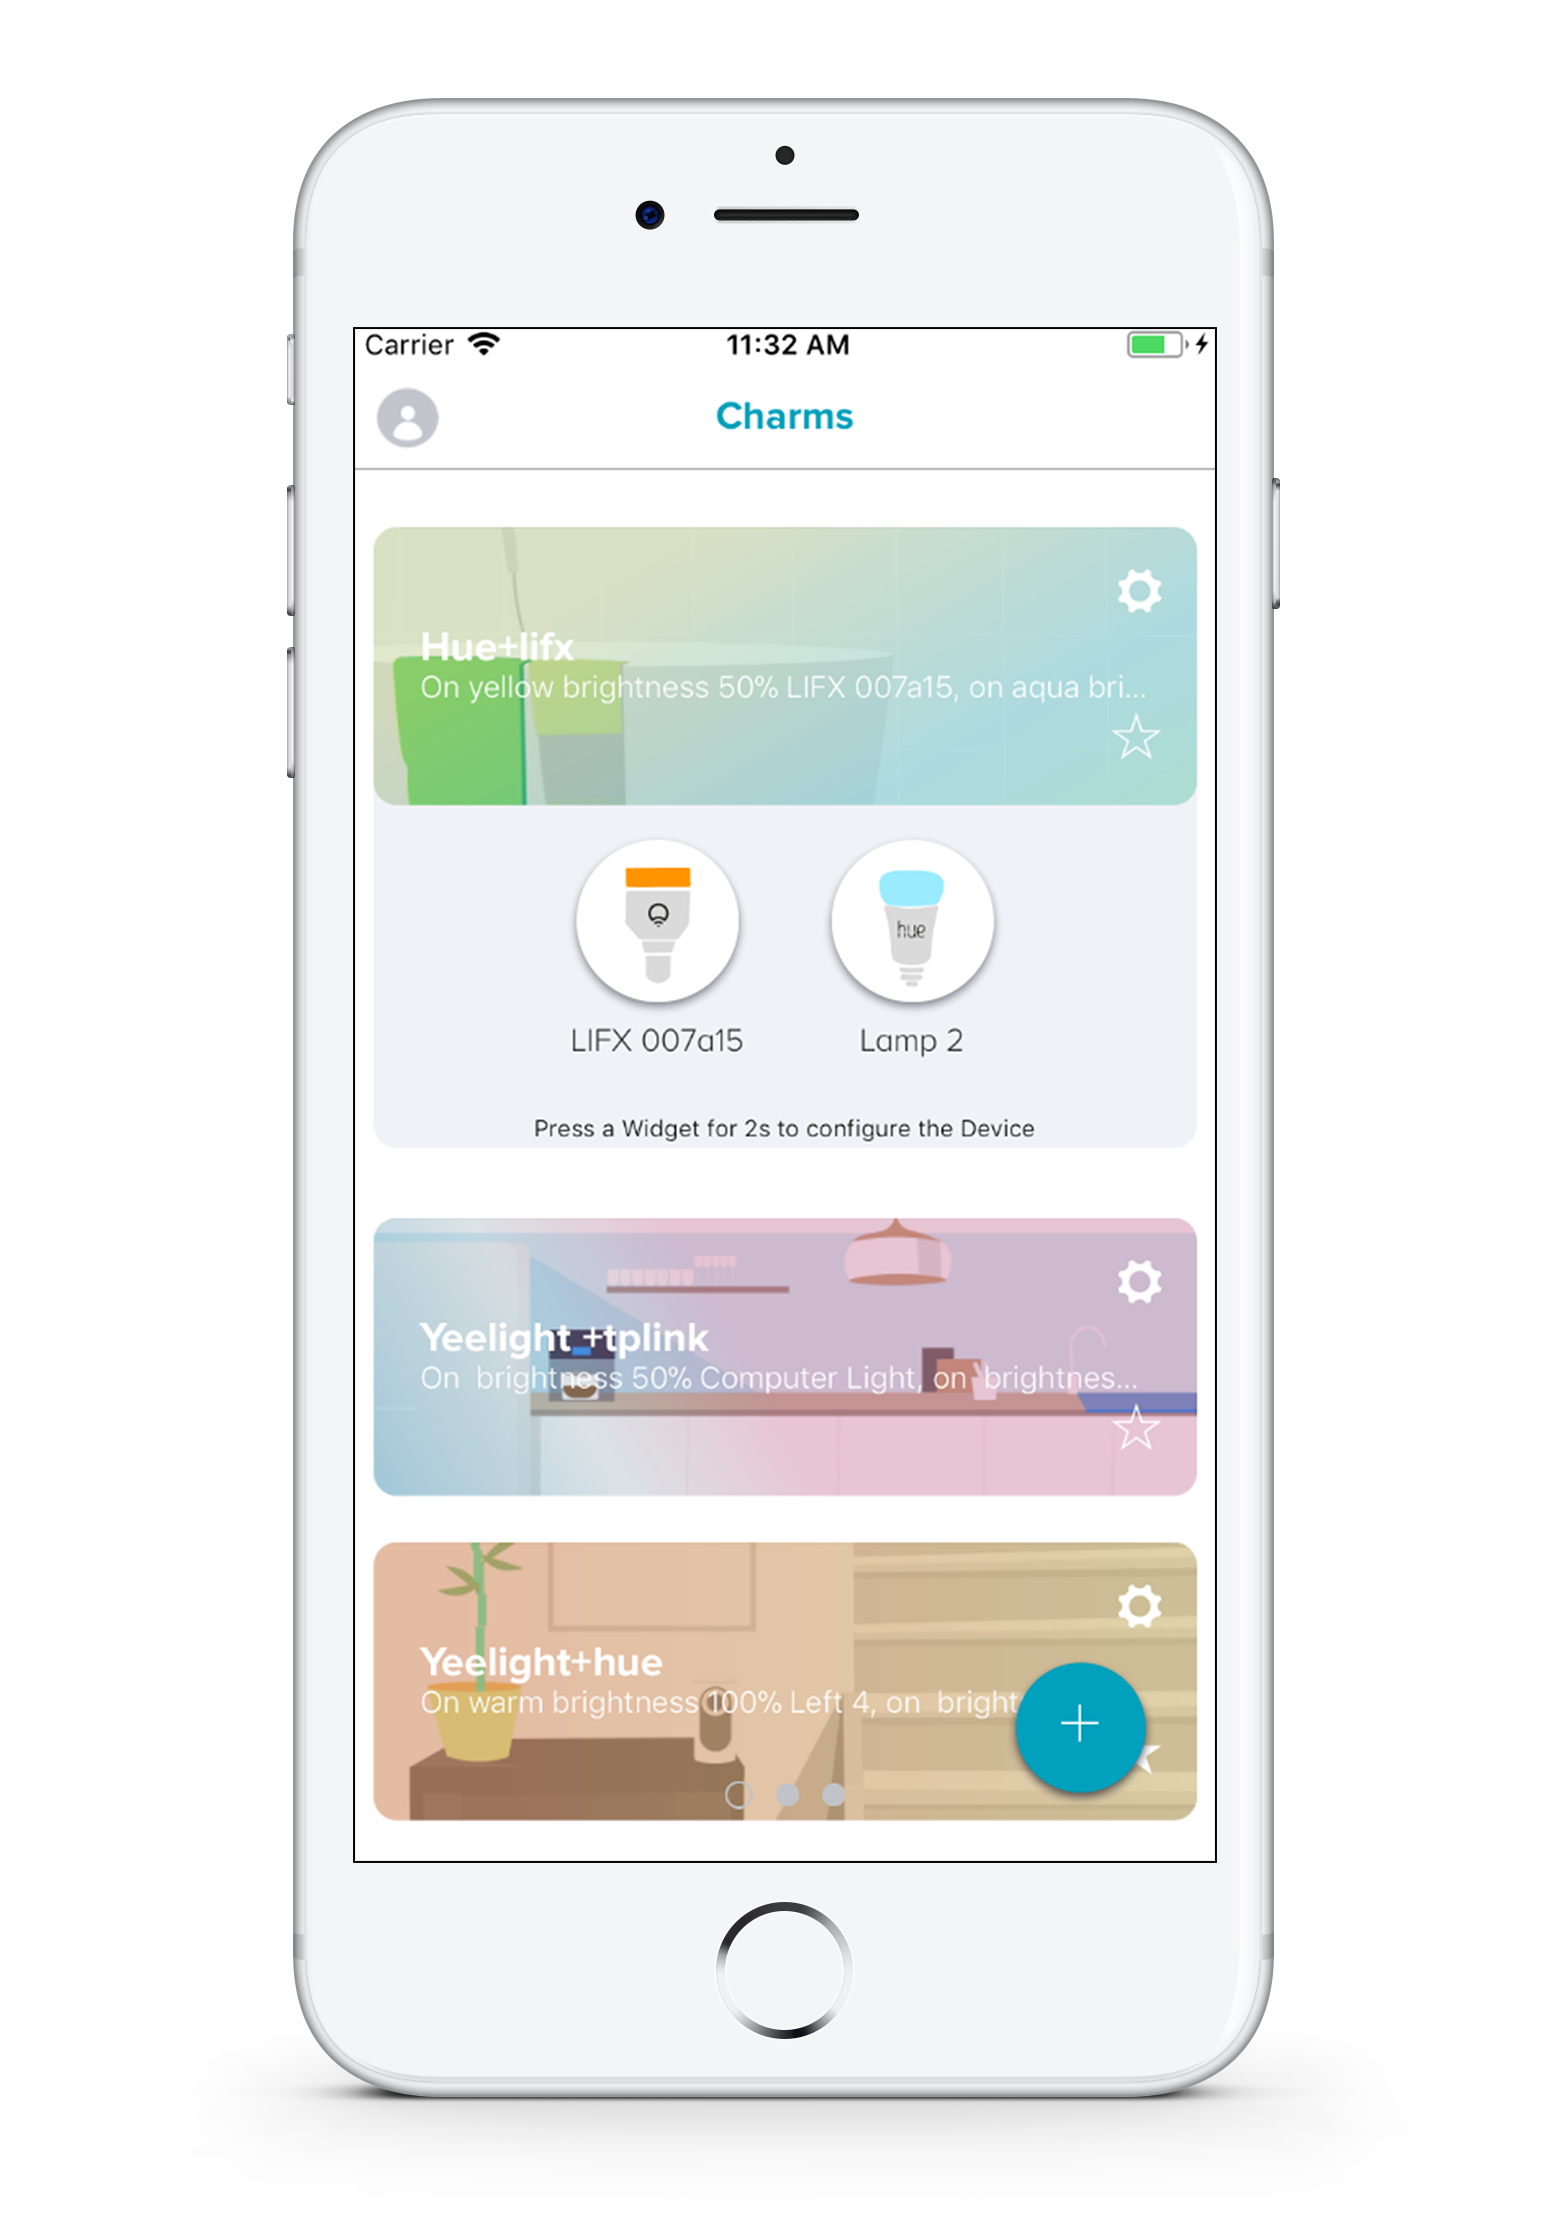 Carrier 11:32 AM
Charms
Hue+lifx
On yellow brightness 50% LIFX 007a15, on aqua bri...
hue
LIFX 007a15 Lamp 2
Press a Widget for 2s to configure the Device
Yeelight +tplink
On  brightness 50% Computer Light, on  brightnes...
Yeelight+hue
On warm brightness 100% Left 4, on  bright